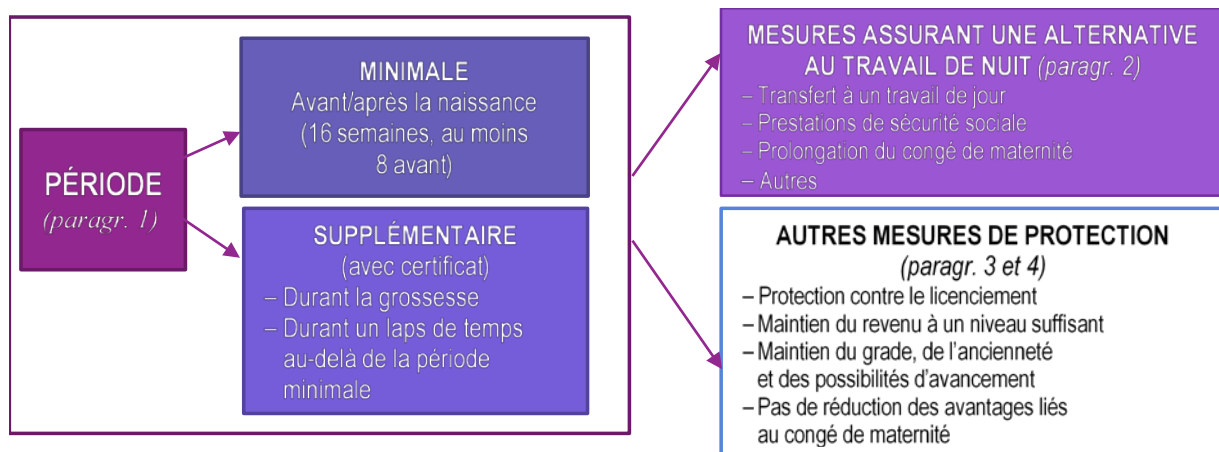 PÉRIODE
(paragr. 1)
MINIMALE
Avant/après la naissance
(16 semaines, au moins
8 avant)
SUPPLÉMENTAIRE
(avec certificat)
– Durant la grossesse
– Durant un laps de temps
au-delà de la période
minimale
MESURES ASSURANT UNE ALTERNATIVE
AU TRAVAIL DE NUIT (paragr. 2)
– Transfert à un travail de jour
– Prestations de sécurité sociale
– Prolongation du congé de maternité
– Autres
AUTRES MESURES DE PROTECTION
(paragr. 3 et 4)
– Protection contre le licenciement
– Maintien du revenu à un niveau suffisant
– Maintien du grade, de l'ancienneté
et des possibilités d'avancement
– Pas de réduction des avantages liés
au congé de maternité